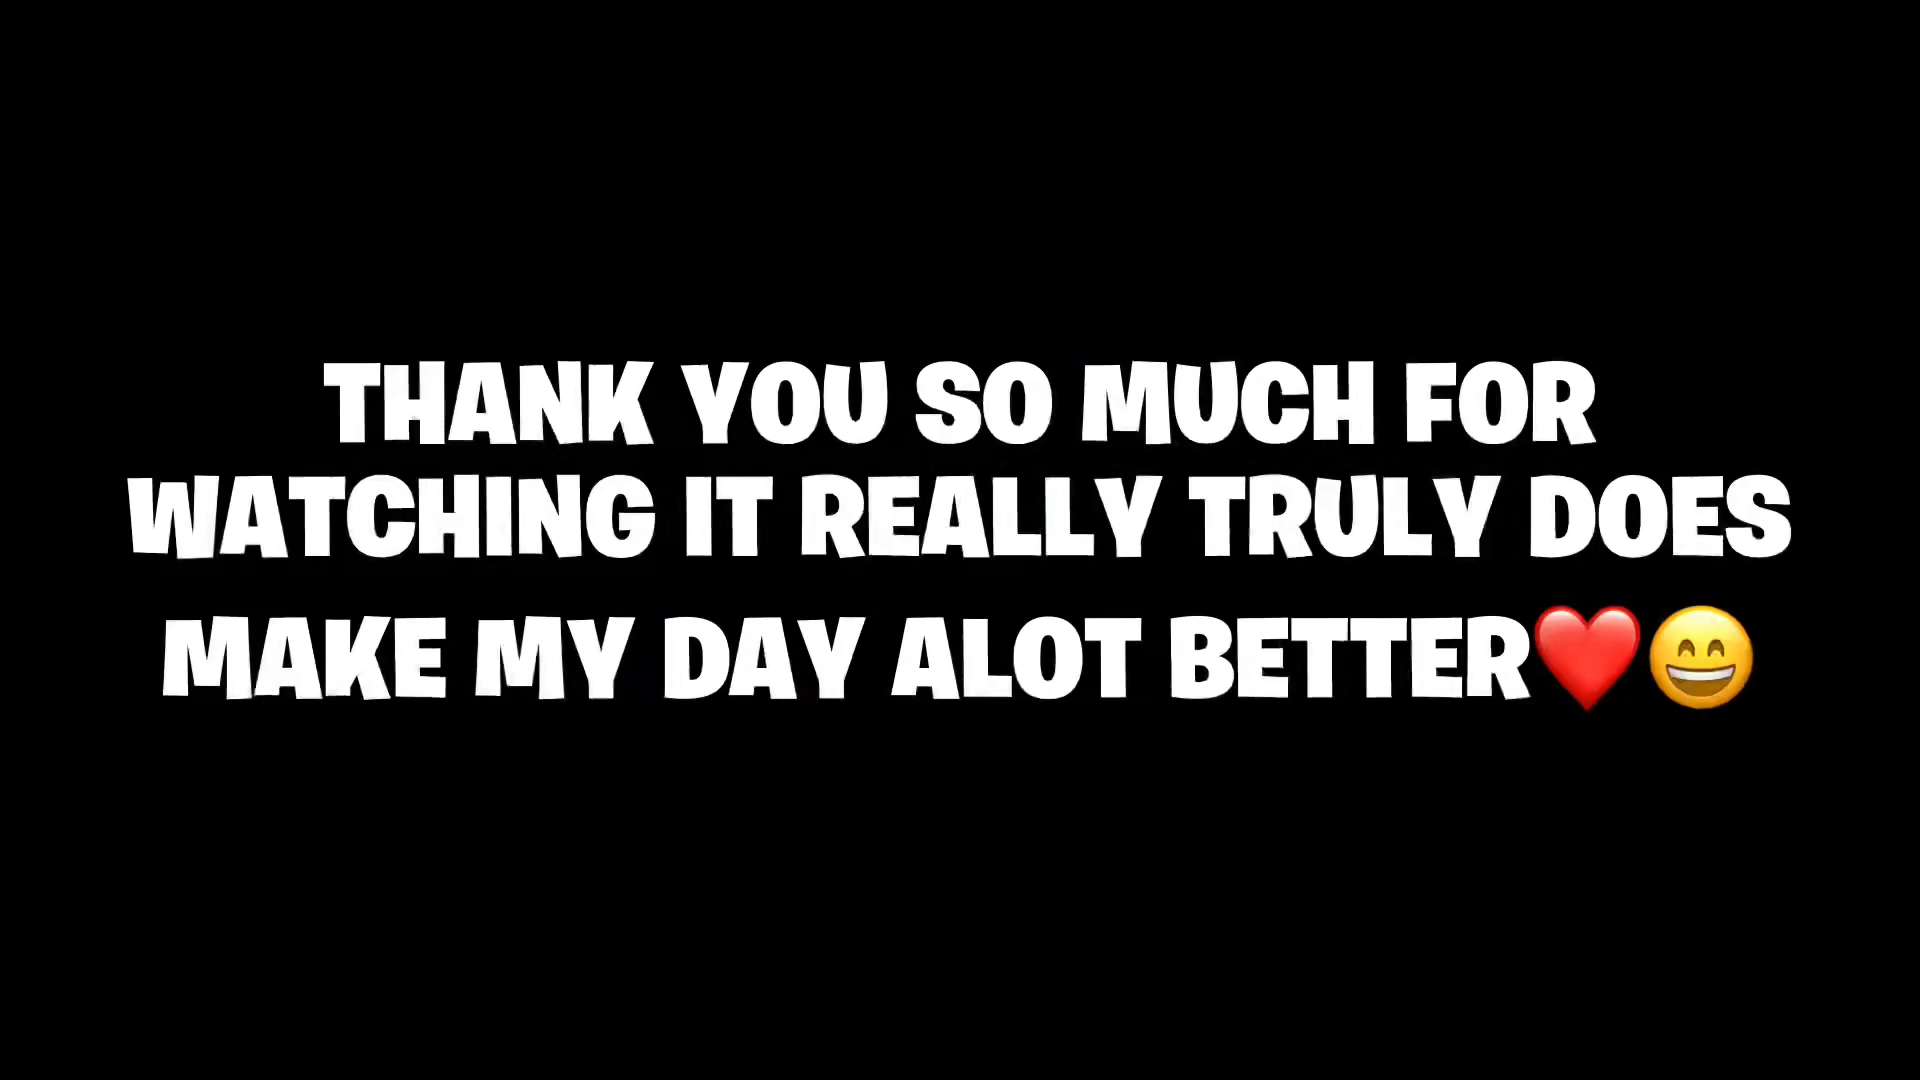 THANK YOU SO MUCH FOR
WATCHING IT REALLY TRULY DOES
MAKE MY DAY ALOT BETTER❤️😄